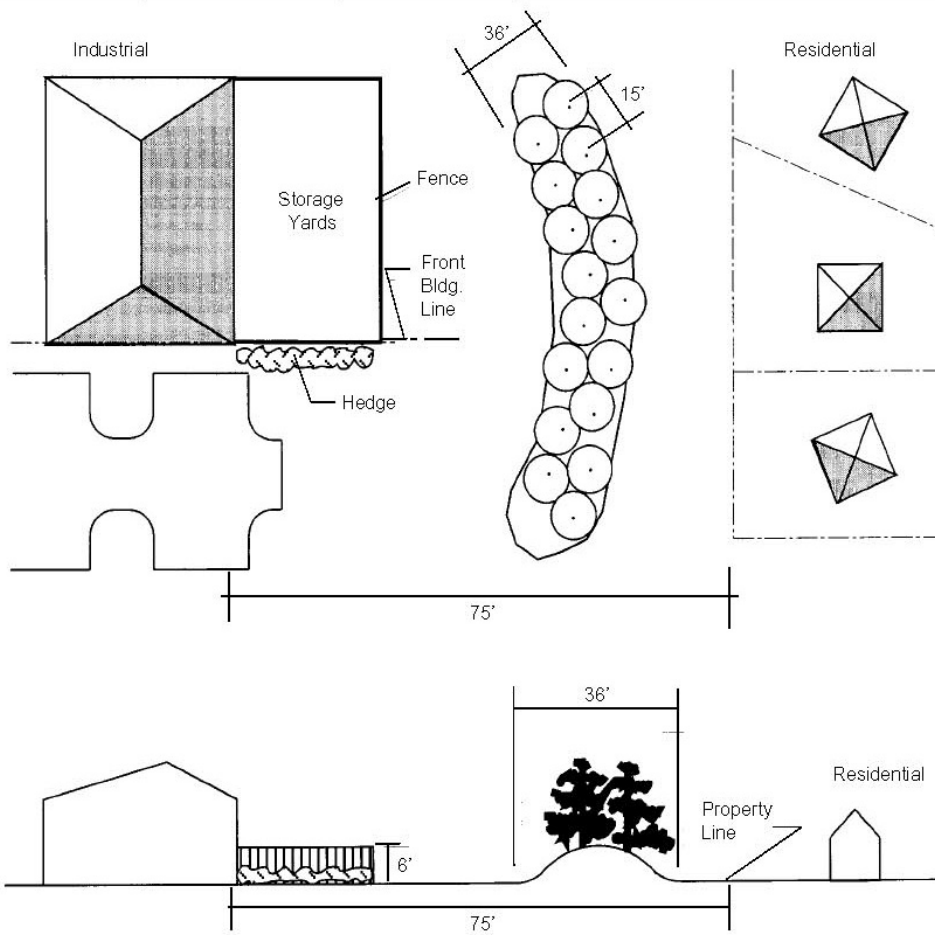 36'
Industrial
Residential
15'
Storage
Yards
Fence
Front
Bldg.
Line
Hedge
75'
36'
Residential
Property
Line
6'
75'